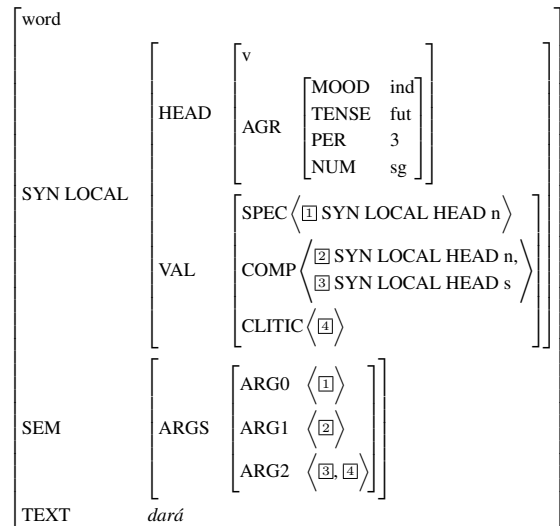 word
v
MOOD ind
HEAD TENSE fut
AGR PER 3
NUM sg
SYN LOCAL
SPEC⟨[1] SYN LOCAL HEAD n⟩
VAL COMP⟨[2] SYN LOCAL HEAD n,
[3] SYN LOCAL HEAD s⟩
CLITIC⟨[4]⟩
ARG0 ⟨[1]⟩
SEM ARGS ARG1 ⟨[2]⟩
ARG2 ⟨[3], [4]⟩
TEXT dará